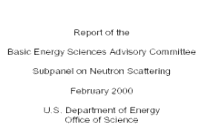 Report of the
Basic Energy Sciences Advisory Committee
Subpanel on Neutron Scattering
February 2000
U.S. Department of Energy
Office of Science